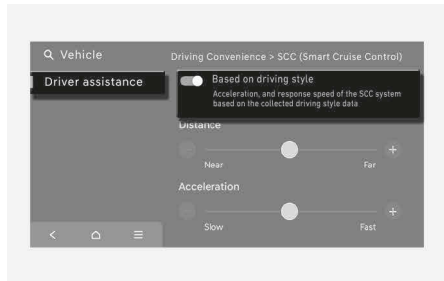 Vehicle
Driving Convenience > SCC (Smart Cruise Control)
Driver assistance
Based on driving style
Acceleration, and response speed of the SCC system
based on the collected driving style data
Distance
Near Far
Acceleration
Slow Fast